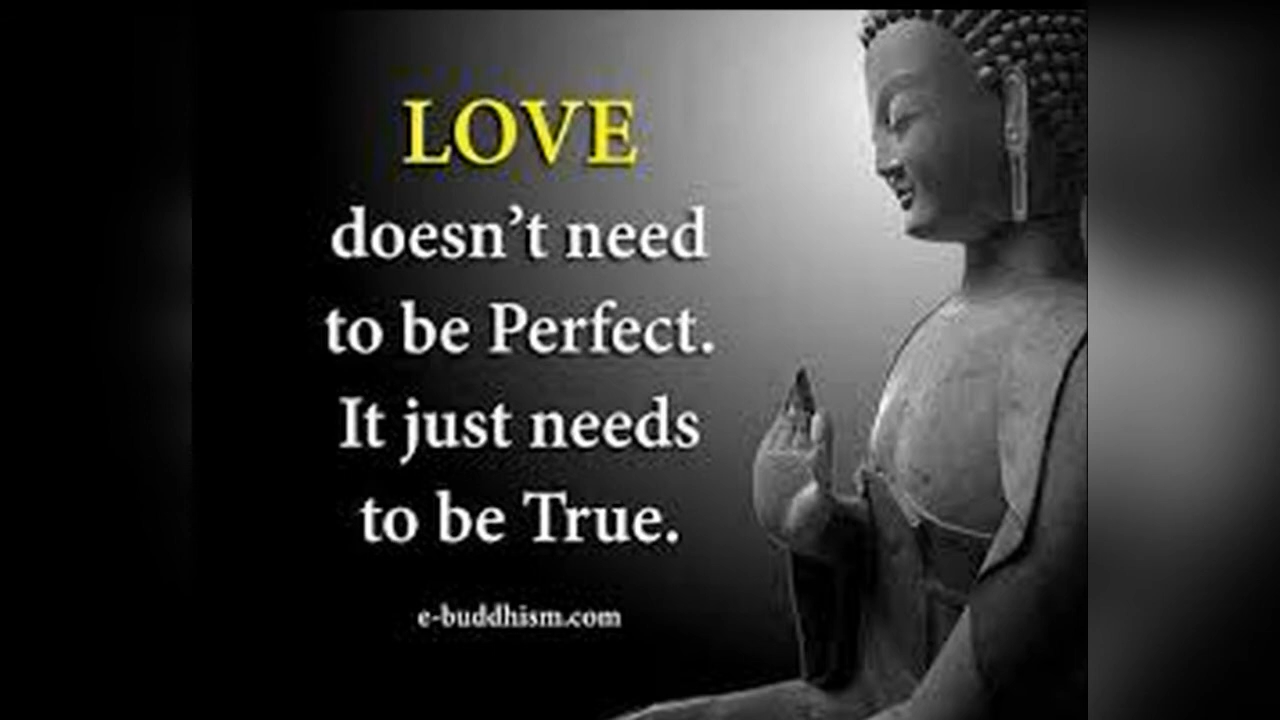 LOVE
doesn’t need
to be Perfect.
It just needs
to be True.
e-buddhism.com